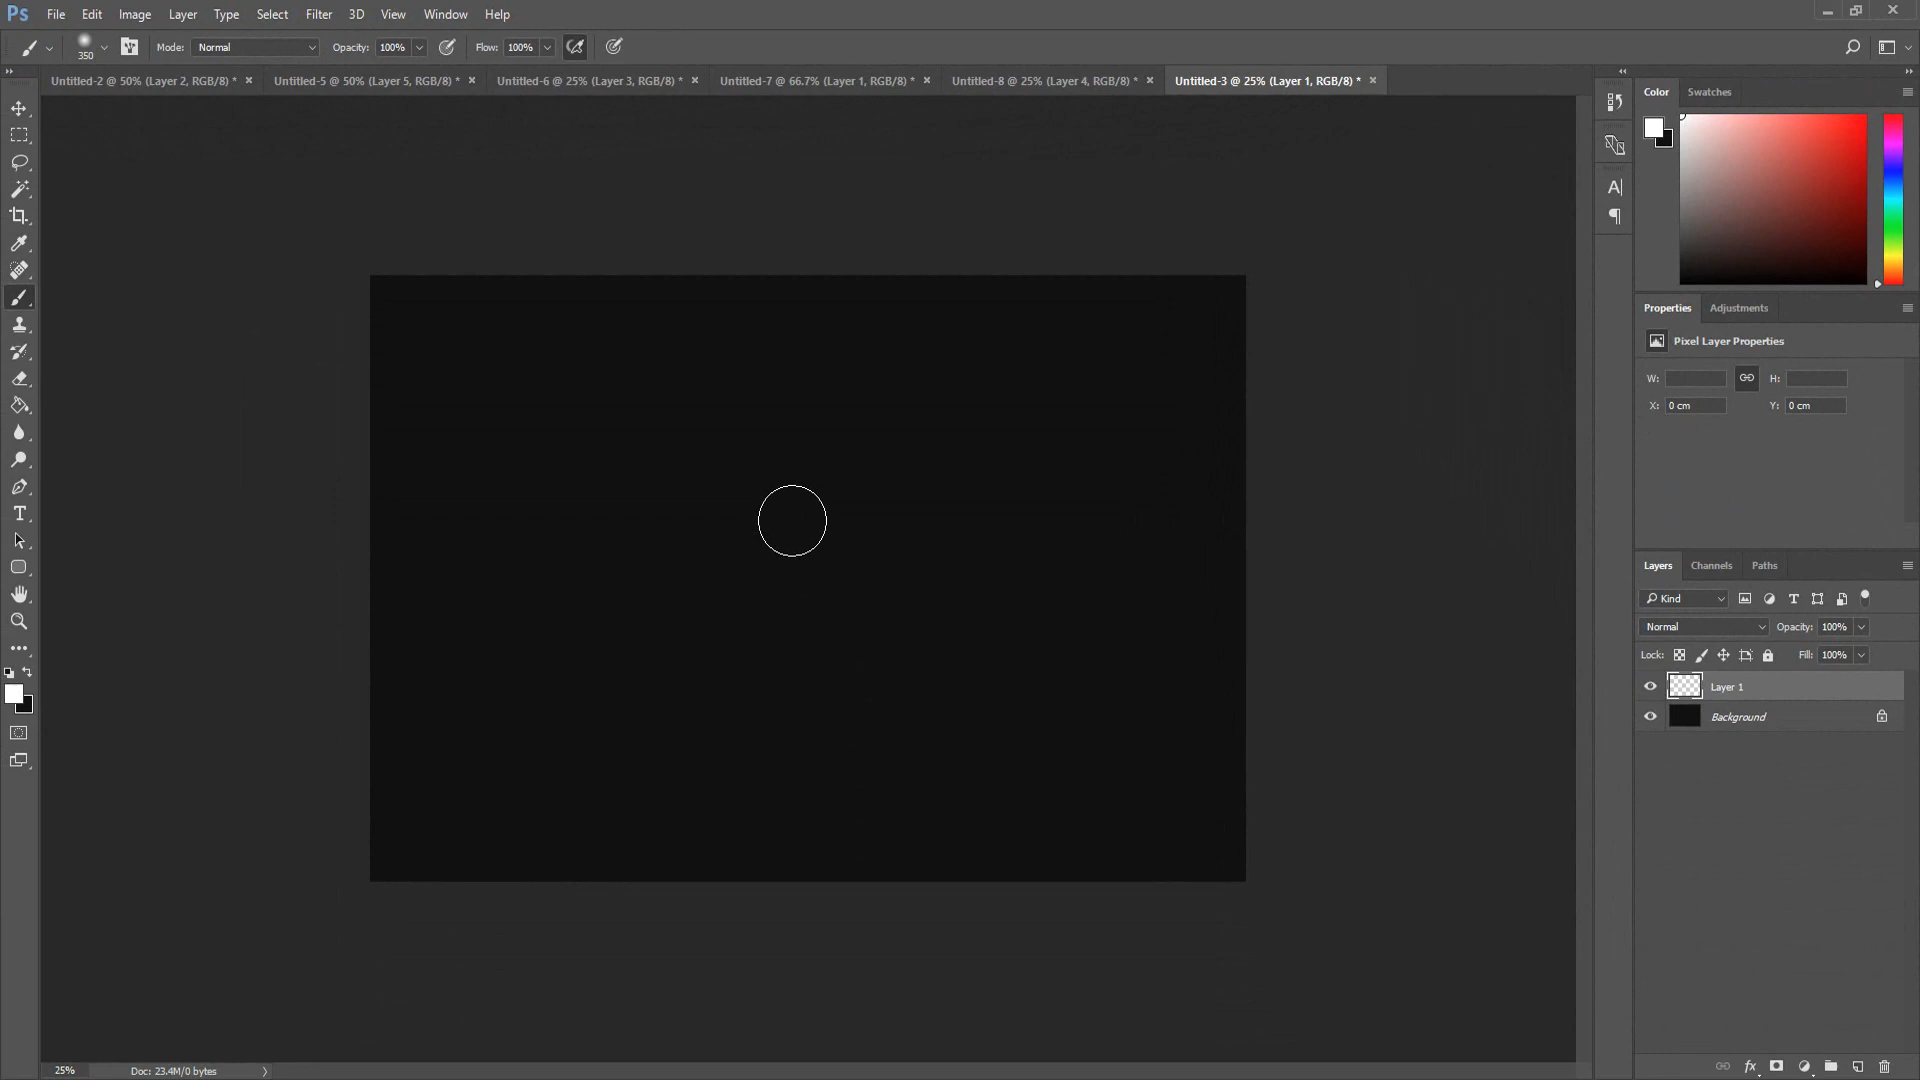 Ps File Edit Image Layer Type Select Filter 3D View Window Help
350 Mode: Normal Opacity: 100% Flow: 100%
Untitled-2 @ 50% (Layer 2, RGB/8) * Untitled-5 @ 50% (Layer 5, RGB/8) * Untitled-6 @ 25% (Layer 3, RGB/8) * Untitled-7 @ 66.7% (Layer 1, RGB/8) * Untitled-8 @ 25% (Layer 4, RGB/8) * Untitled-3 @ 25% (Layer 1, RGB/8) *
Color Swatches
Properties Adjustments
Pixel Layer Properties
W: H:
X: 0 cm Y: 0 cm
Layers Channels Paths
Kind
Normal Opacity: 100%
Lock: Fill: 100%
Layer 1
Background
25% Doc: 23.4M/0 bytes